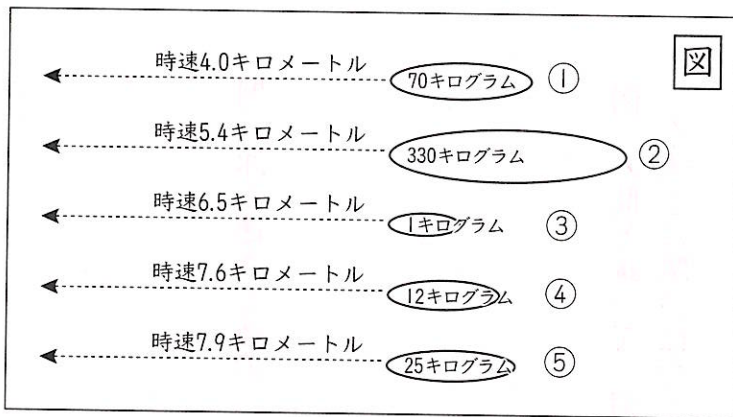 図
時速4.0キロメートル
70キログラム ①
時速5.4キロメートル
330キログラム ②
時速6.5キロメートル
1キログラム ③
時速7.6キロメートル
12キログラム ④
時速7.9キロメートル
25キログラム ⑤